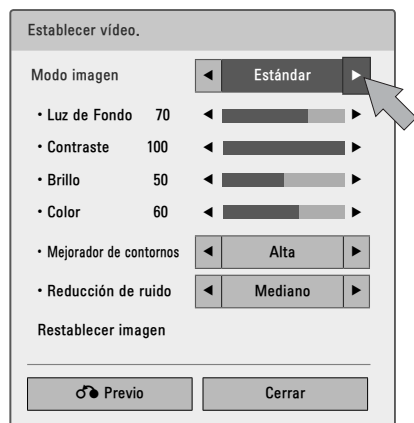 Establecer vídeo.
Modo imagen ◄ Estándar ►
• Luz de Fondo 70 ◄ ►
• Contraste 100 ◄ ►
• Brillo 50 ◄ ►
• Color 60 ◄ ►
• Mejorador de contornos ◄ Alta ►
• Reducción de ruido ◄ Mediano ►
Restablecer imagen
Previo Cerrar